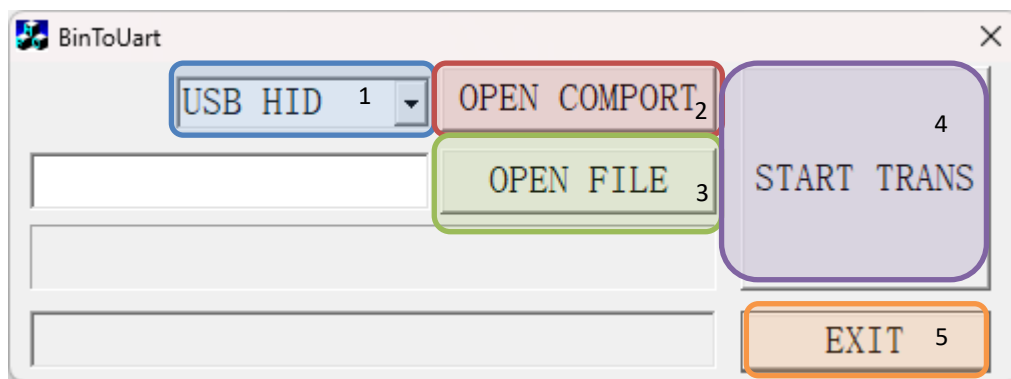 BinToUart
USB HID 1
OPEN COMPORT 2
4
OPEN FILE 3
START TRANS
EXIT 5